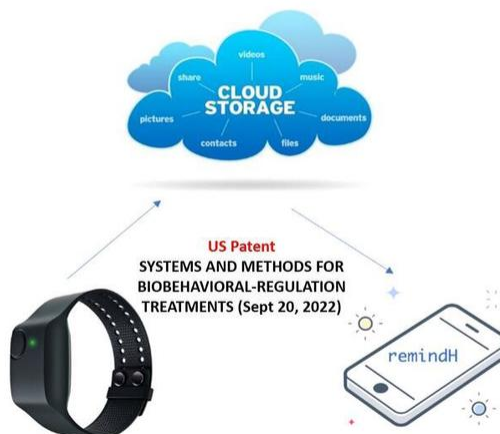 videos
share
music
CLOUD
STORAGE
pictures
documents
contacts
files
US Patent
SYSTEMS AND METHODS FOR
BIOBEHAVIORAL-REGULATION
TREATMENTS (Sept 20, 2022)
remindH